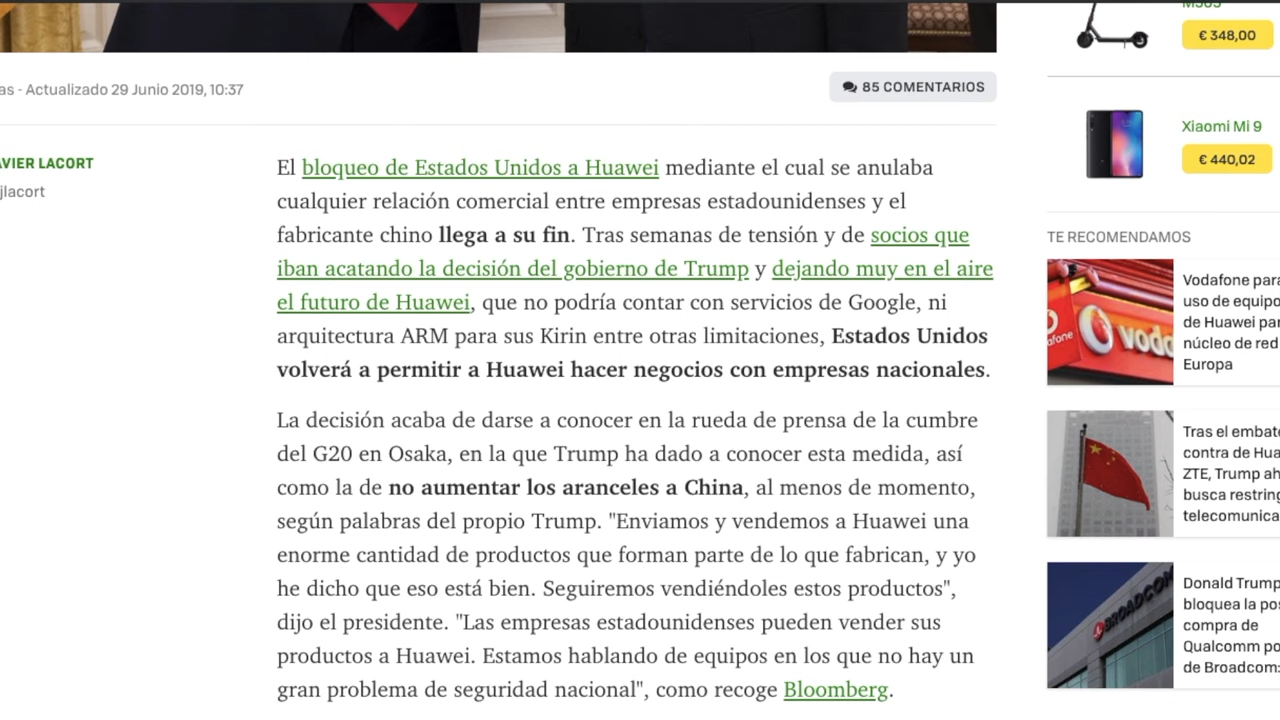 as - Actualizado 29 Junio 2019, 10:37
85 COMENTARIOS
AVIER LACORT
jlacort
El bloqueo de Estados Unidos a Huawei mediante el cual se anulaba
cualquier relación comercial entre empresas estadounidenses y el
fabricante chino llega a su fin. Tras semanas de tensión y de socios que
iban acatando la decisión del gobierno de Trump y dejando muy en el aire
el futuro de Huawei, que no podría contar con servicios de Google, ni
arquitectura ARM para sus Kirin entre otras limitaciones, Estados Unidos
volverá a permitir a Huawei hacer negocios con empresas nacionales.
La decisión acaba de darse a conocer en la rueda de prensa de la cumbre
del G20 en Osaka, en la que Trump ha dado a conocer esta medida, así
como la de no aumentar los aranceles a China, al menos de momento,
según palabras del propio Trump. "Enviamos y vendemos a Huawei una
enorme cantidad de productos que forman parte de lo que fabrican, y yo
he dicho que eso está bien. Seguiremos vendiéndoles estos productos",
dijo el presidente. "Las empresas estadounidenses pueden vender sus
productos a Huawei. Estamos hablando de equipos en los que no hay un
gran problema de seguridad nacional", como recoge Bloomberg.
M365
€ 348,00
Xiaomi Mi 9
€ 440,02
TE RECOMENDAMOS
Vodafone para
uso de equipo
de Huawei par
núcleo de red
Europa
Tras el embate
contra de Hua
ZTE, Trump ah
busca restring
telecomunica
Donald Trump
bloquea la pos
compra de
Qualcomm po
de Broadcom:
afone
voda
BROADCOM